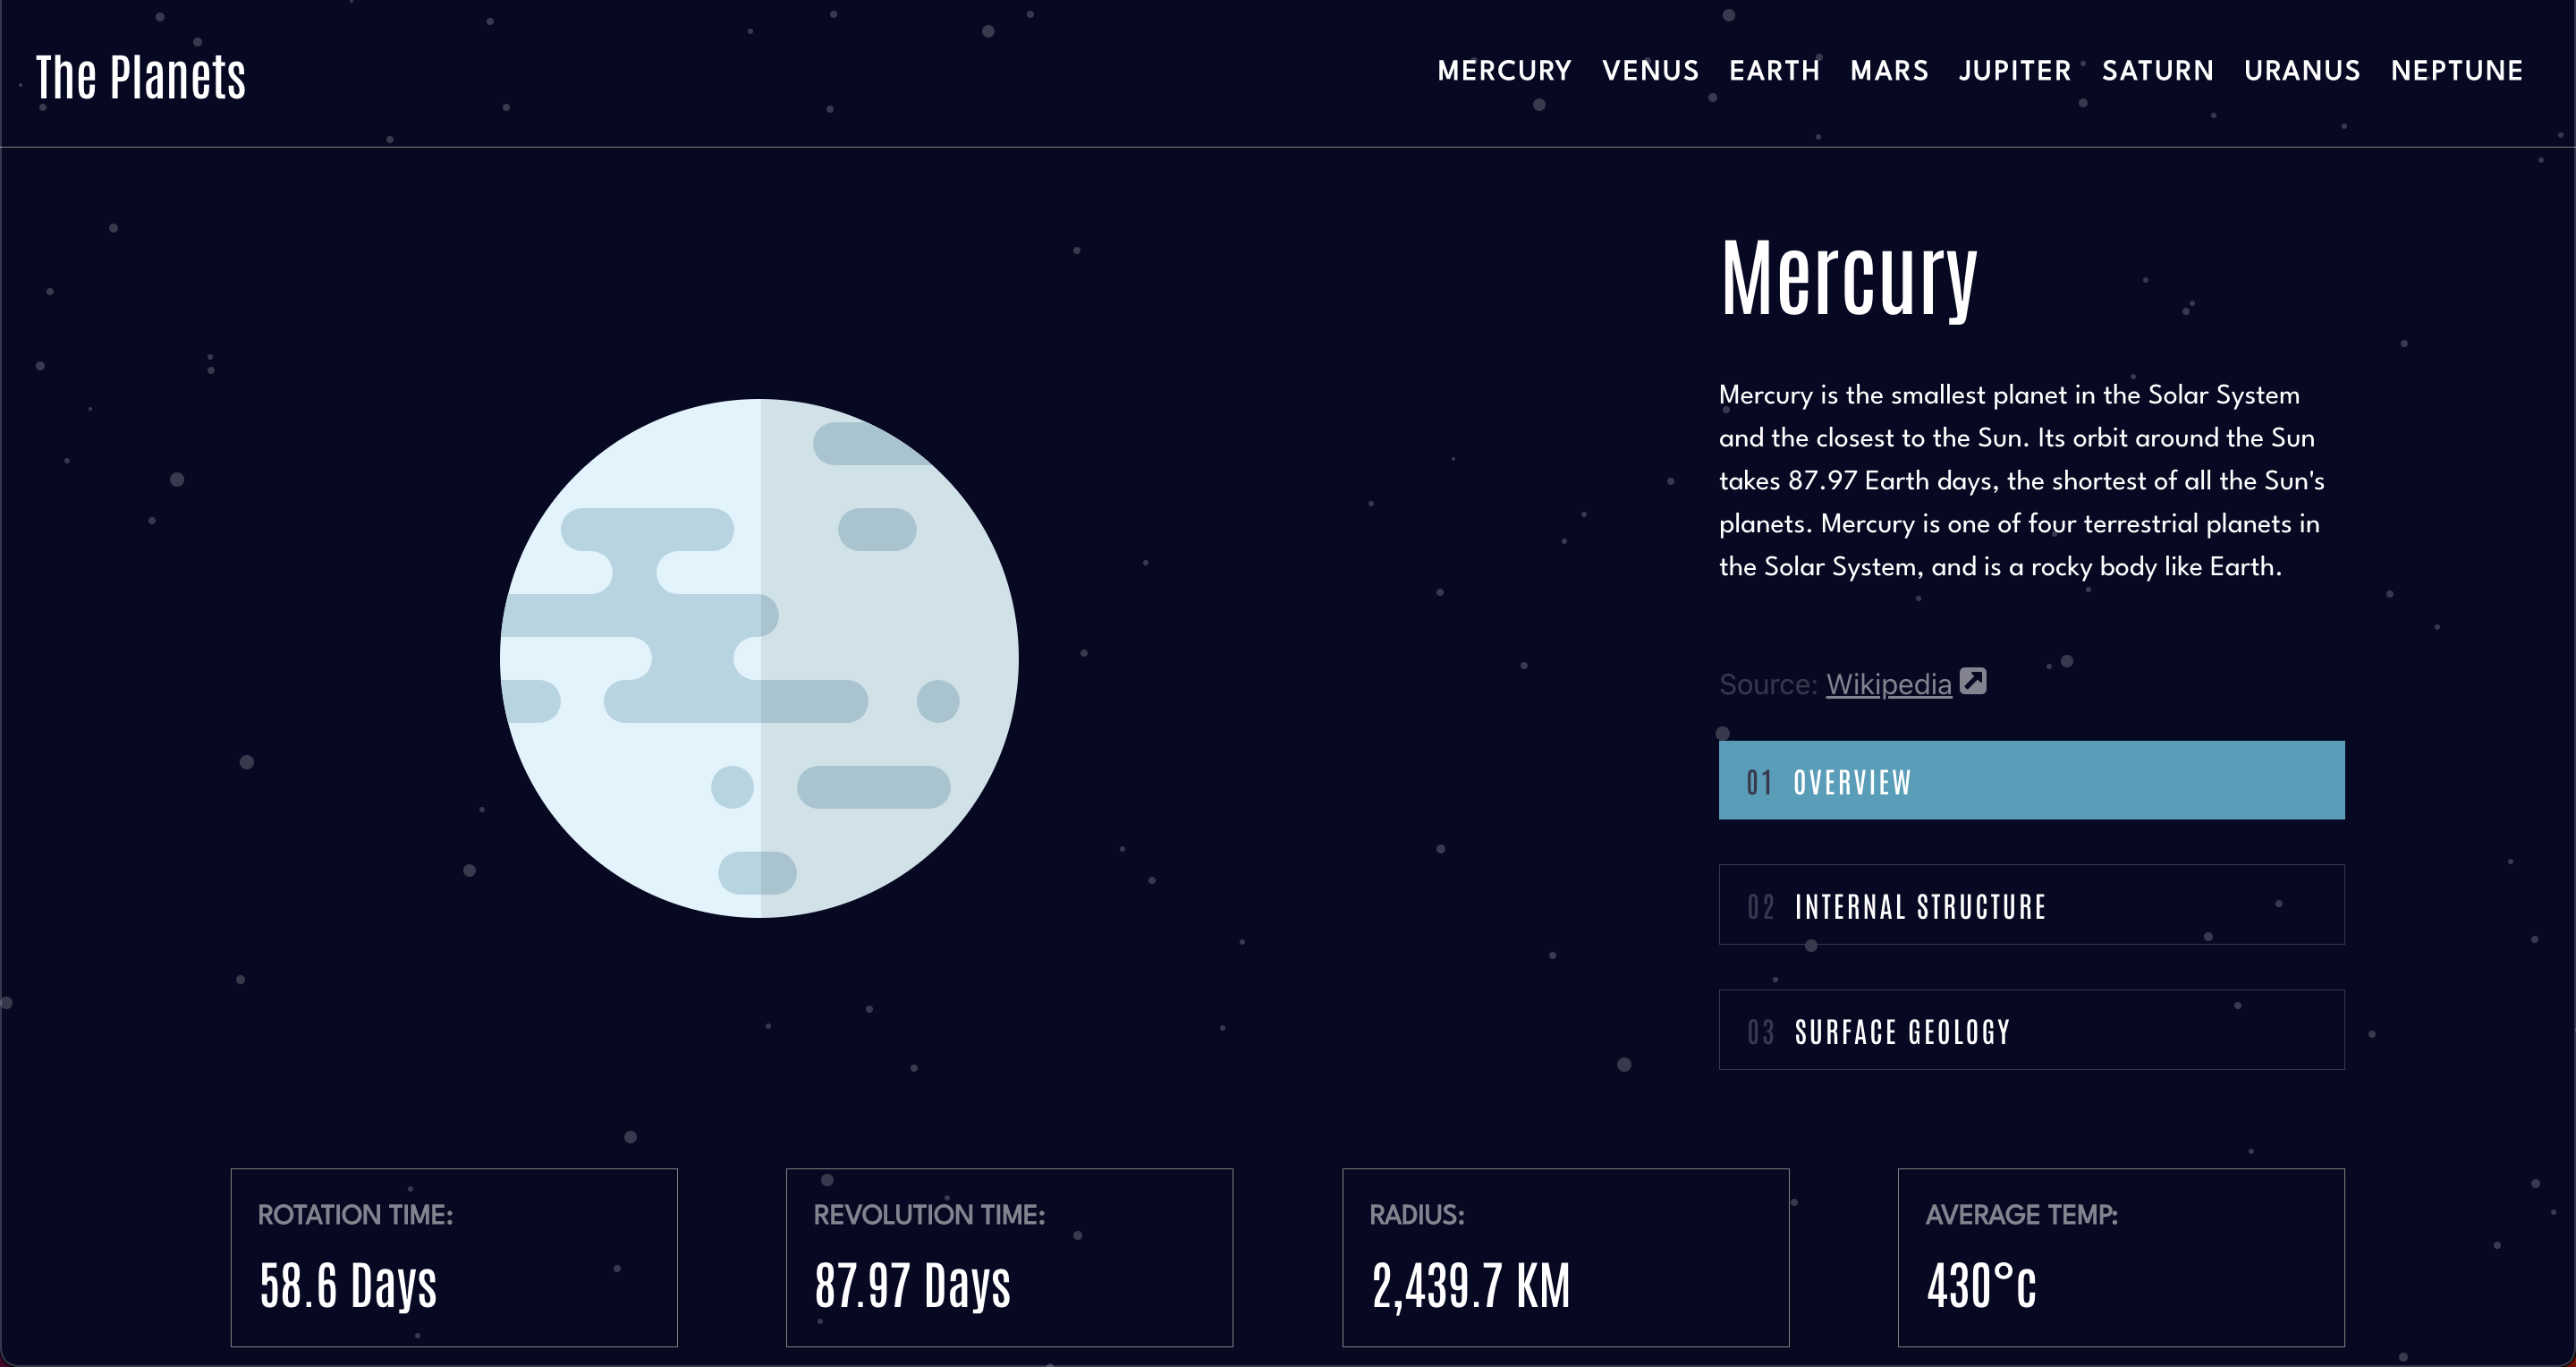 The Planets
MERCURY VENUS EARTH MARS JUPITER SATURN URANUS NEPTUNE
Mercury
Mercury is the smallest planet in the Solar System
and the closest to the Sun. Its orbit around the Sun
takes 87.97 Earth days, the shortest of all the Sun's
planets. Mercury is one of four terrestrial planets in
the Solar System, and is a rocky body like Earth.
Source: Wikipedia
01 OVERVIEW
02 INTERNAL STRUCTURE
03 SURFACE GEOLOGY
ROTATION TIME:
58.6 Days
REVOLUTION TIME:
87.97 Days
RADIUS:
2,439.7 KM
AVERAGE TEMP:
430°c